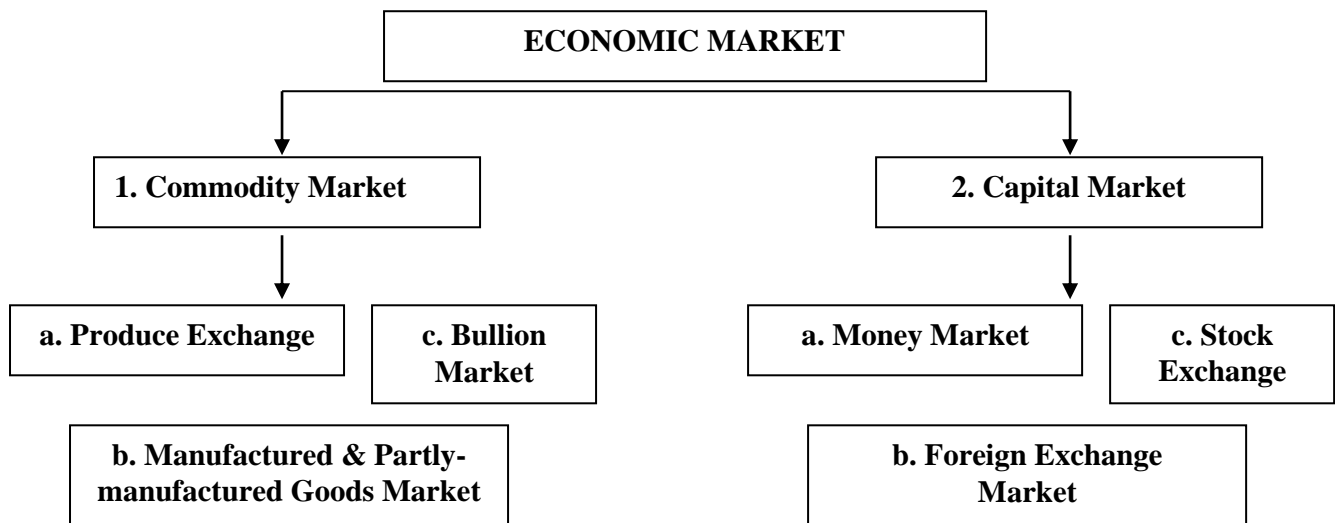 ECONOMIC MARKET
1. Commodity Market
2. Capital Market
a. Produce Exchange
c. Bullion
Market
a. Money Market
c. Stock
Exchange
b. Manufactured & Partly-
manufactured Goods Market
b. Foreign Exchange
Market